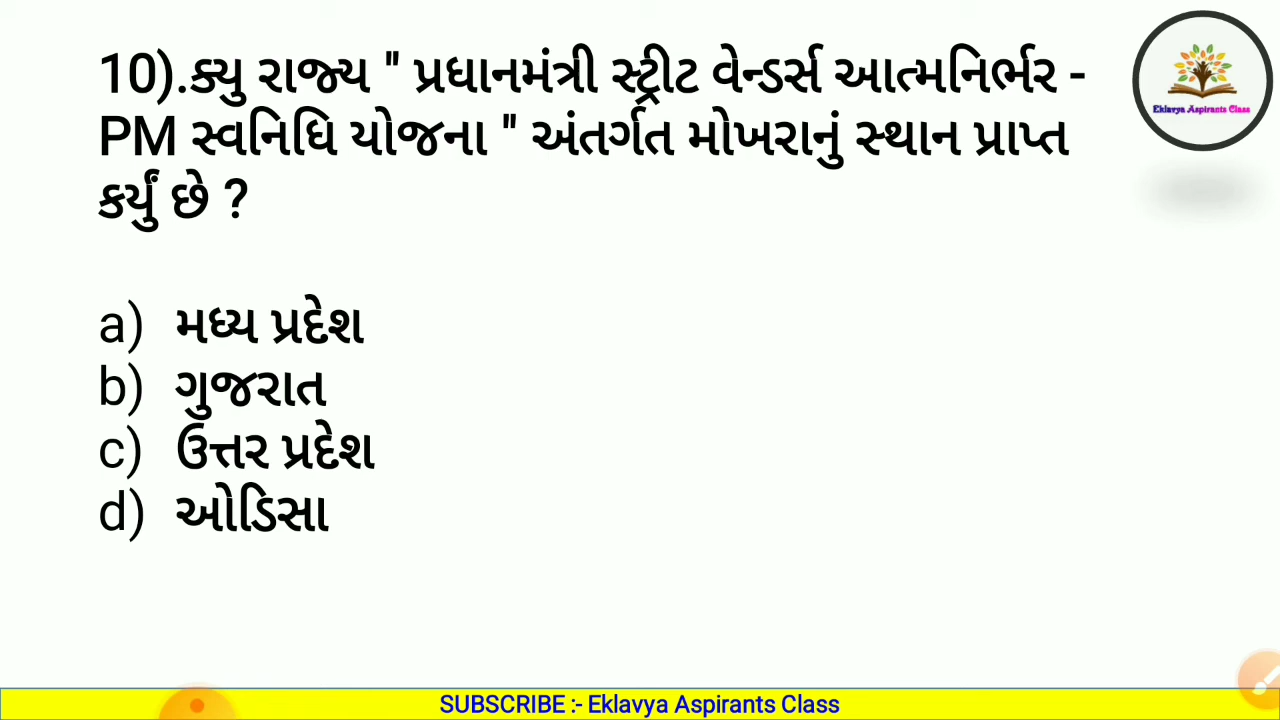 10).ક્યુ રાજ્ય " પ્રધાનમંત્રી સ્ટ્રીટ વેન્ડર્સ આત્મનિર્ભર -
PM સ્વનિધિ યોજના " અંતર્ગત મોખરાનું સ્થાન પ્રાપ્ત
કર્યું છે ?
a) મધ્ય પ્રદેશ
b) ગુજરાત
c) ઉત્તર પ્રદેશ
d) ઓડિસા
Eklavya Aspirants Class
SUBSCRIBE :- Eklavya Aspirants Class